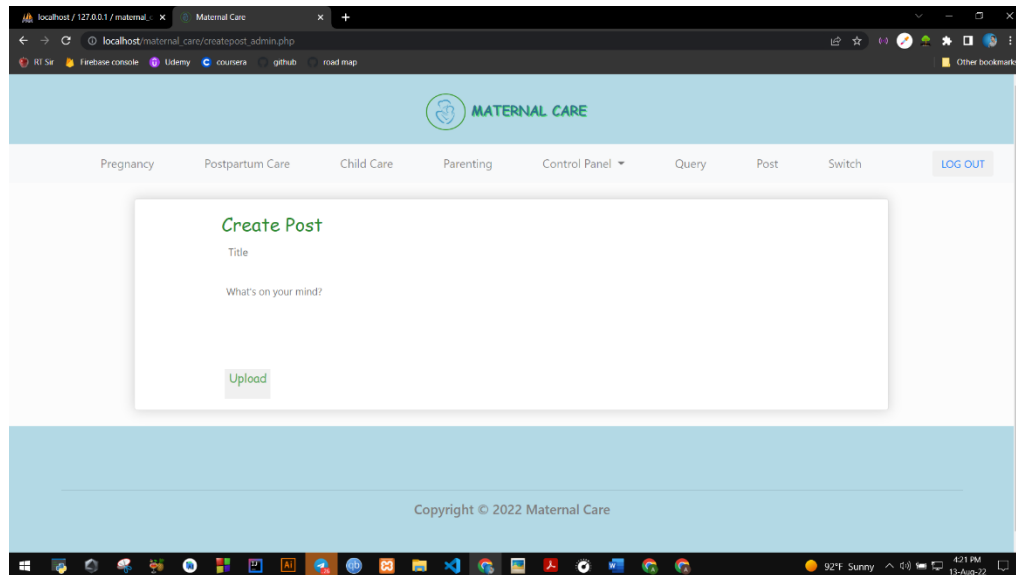 localhost / 127.0.0.1 / maternal_c
Maternal Care
localhost/maternal_care/createpost_admin.php
RT Sir Firebase console Udemy coursera github road map Other bookmarks
MATERNAL CARE
Pregnancy Postpartum Care Child Care Parenting Control Panel Query Post Switch LOG OUT
Create Post
Title
What's on your mind?
Upload
Copyright © 2022 Maternal Care
92°F Sunny
4:21 PM
13-Aug-22